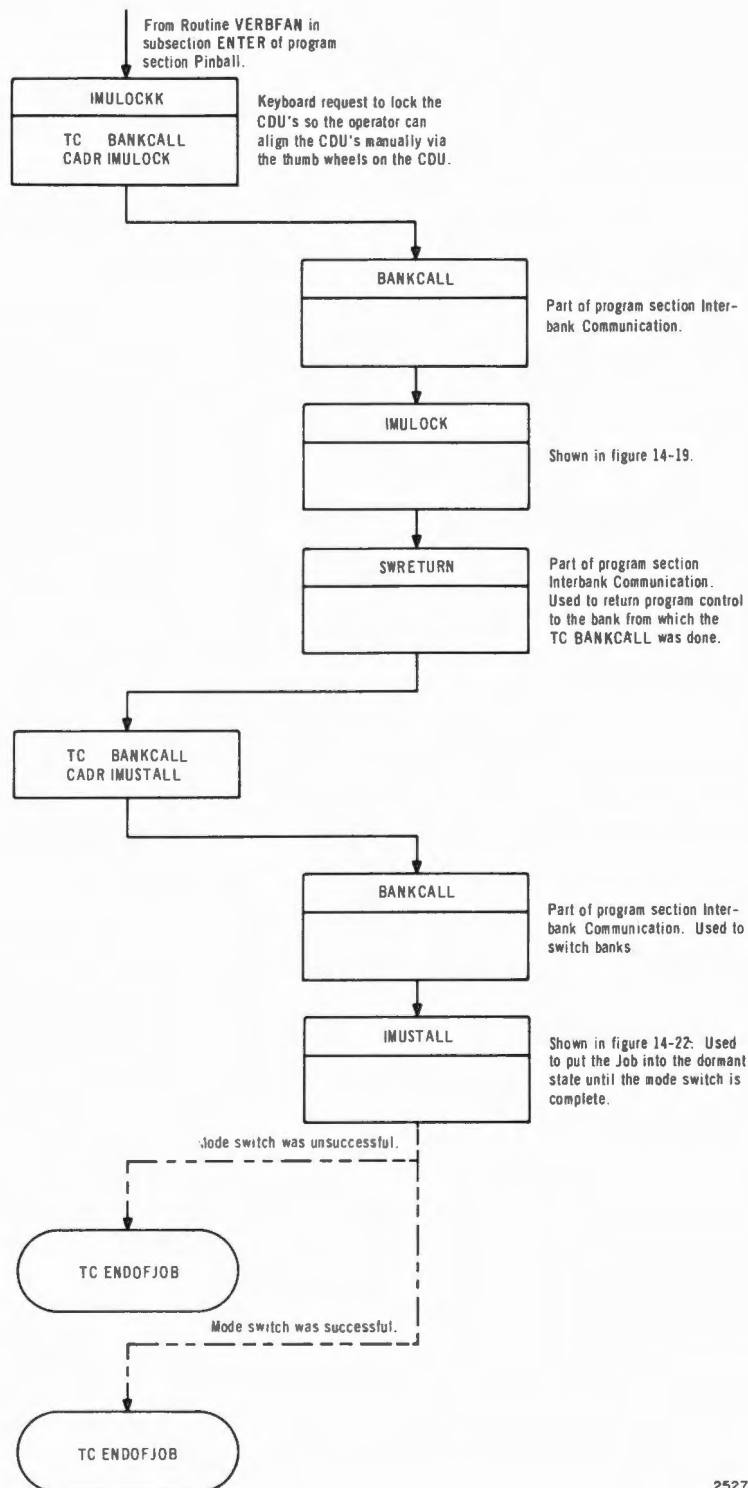 From Routine VERBFAN in
subsection ENTER of program
section Pinball.
IMULOCKK
TC BANKCALL
CADR IMULOCK
Keyboard request to lock the
CDU's so the operator can
align the CDU's manually via
the thumb wheels on the CDU.
BANKCALL
Part of program section Inter-
bank Communication.
IMULOCK
Shown in figure 14-19.
SWRETURN
Part of program section
Interbank Communication.
Used to return program control
to the bank from which the
TC BANKCALL was done.
TC BANKCALL
CADR IMUSTALL
BANKCALL
Part of program section Inter-
bank Communication. Used to
switch banks
IMUSTALL
Shown in figure 14-22. Used
to put the Job into the dormant
state until the mode switch is
complete.
Mode switch was unsuccessful.
TC ENDOFJOB
Mode switch was successful.
TC ENDOFJOB
2527